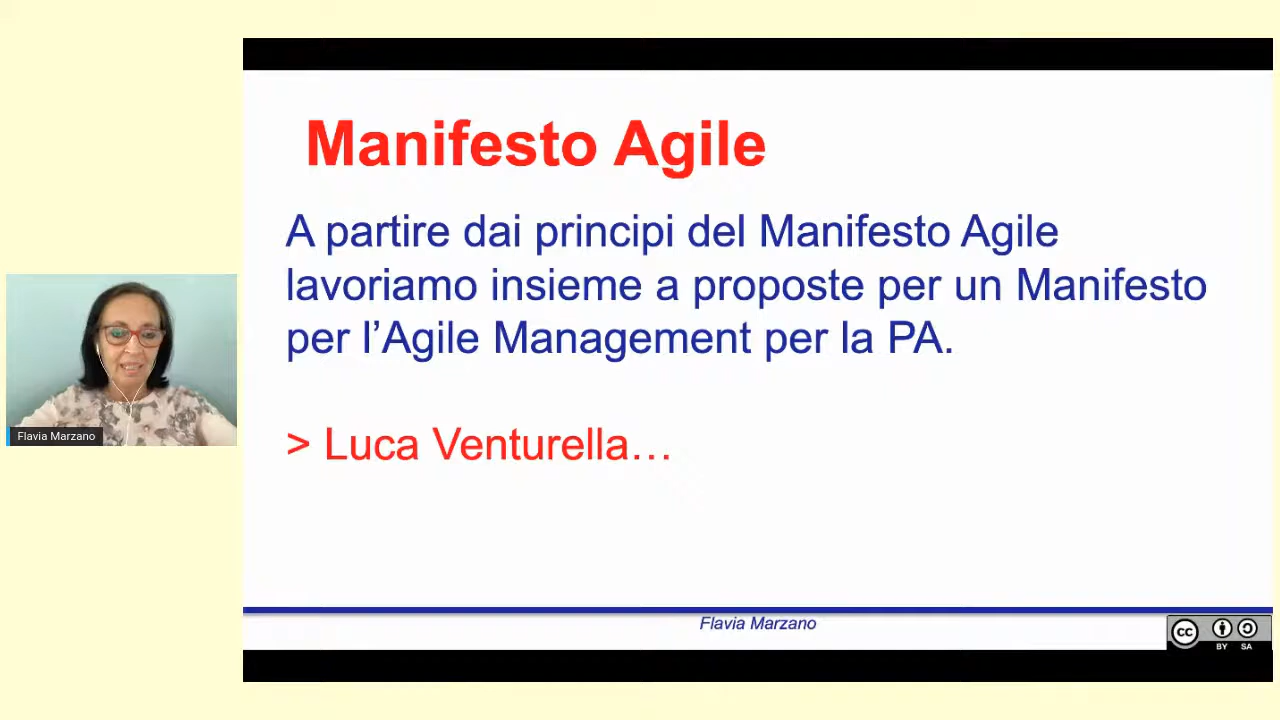 Manifesto Agile
A partire dai principi del Manifesto Agile
lavoriamo insieme a proposte per un Manifesto
per l’Agile Management per la PA.
> Luca Venturella…
Flavia Marzano
Flavia Marzano
CC
BY SA